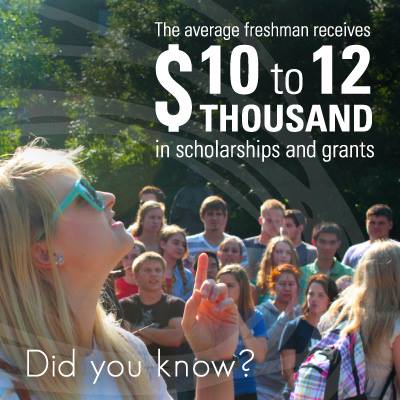 The average freshman receives
$10 to 12
THOUSAND
in scholarships and grants
Did you know?